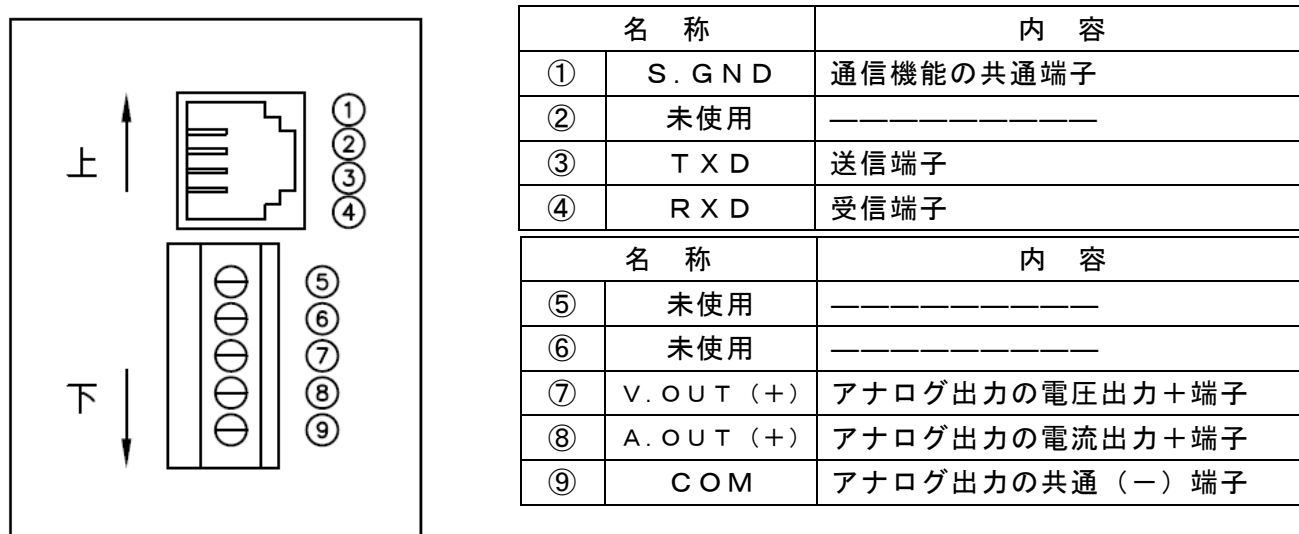 上
①
②
③
④
下
⑤
⑥
⑦
⑧
⑨
名 称 内 容
① S.GND 通信機能の共通端子
② 未使用 —————————
③ TXD 送信端子
④ RXD 受信端子
名 称 内 容
⑤ 未使用 —————————
⑥ 未使用 —————————
⑦ V.OUT(+) アナログ出力の電圧出力+端子
⑧ A.OUT(+) アナログ出力の電流出力+端子
⑨ COM アナログ出力の共通(-)端子